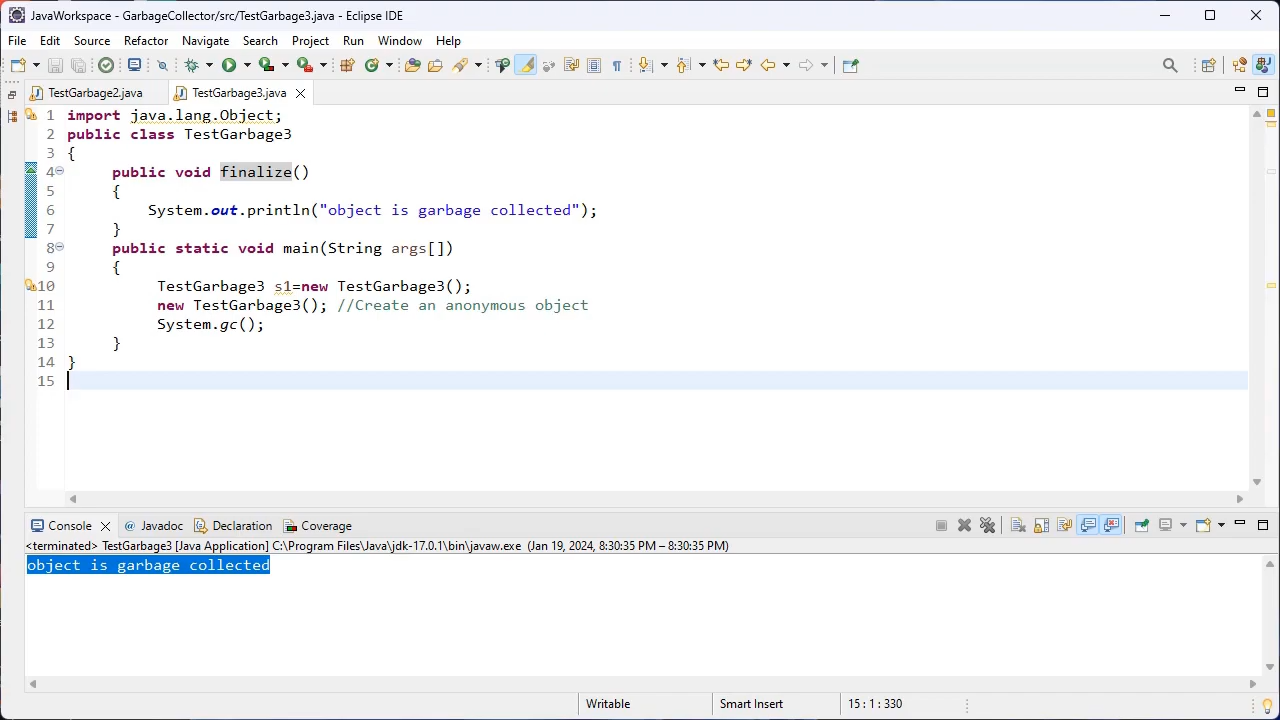 JavaWorkspace - GarbageCollector/src/TestGarbage3.java - Eclipse IDE
File Edit Source Refactor Navigate Search Project Run Window Help
TestGarbage2.java TestGarbage3.java
1 import java.lang.Object;
2 public class TestGarbage3
3 {
4 public void finalize()
5 {
6 System.out.println("object is garbage collected");
7 }
8 public static void main(String args[])
9 {
10 TestGarbage3 s1=new TestGarbage3();
11 new TestGarbage3(); //Create an anonymous object
12 System.gc();
13 }
14 }
15
Console @ Javadoc Declaration Coverage
<terminated> TestGarbage3 [Java Application] C:\Program Files\Java\jdk-17.0.1\bin\javaw.exe (Jan 19, 2024, 8:30:35 PM – 8:30:35 PM)
object is garbage collected
Writable Smart Insert 15 : 1 : 330